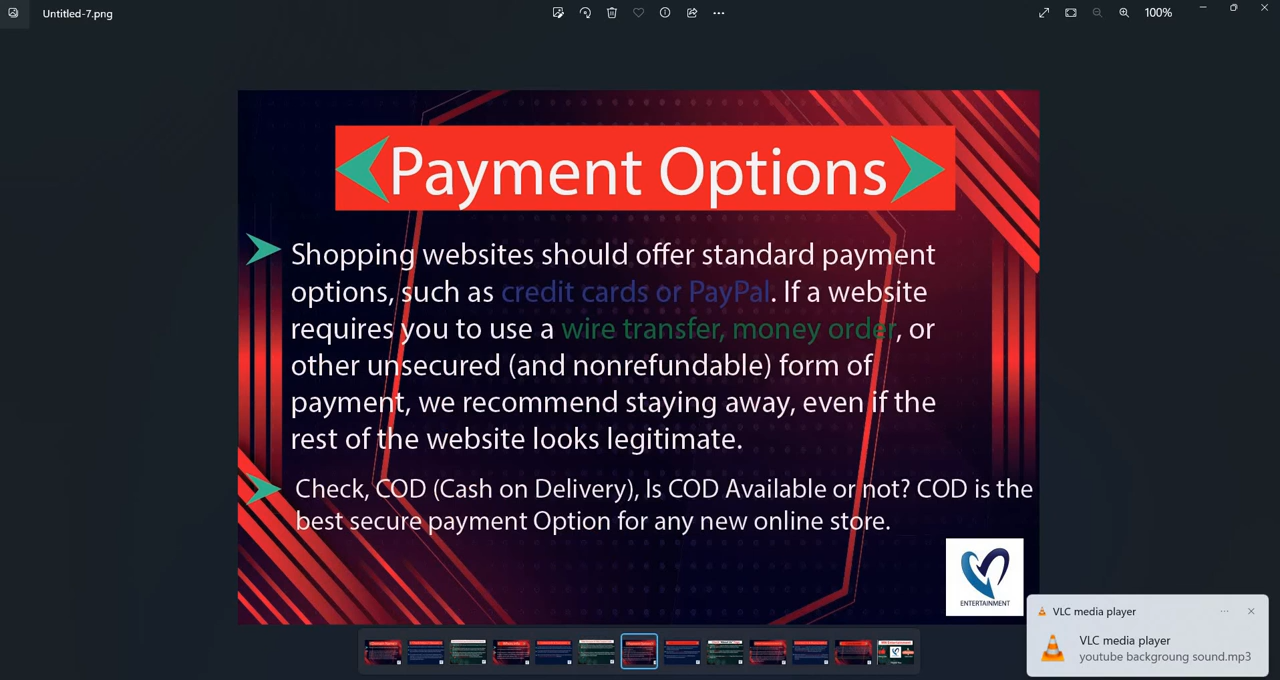 Untitled-7.png
100%
Payment Options
Shopping websites should offer standard payment
options, such as credit cards or PayPal. If a website
requires you to use a wire transfer, money order, or
other unsecured (and nonrefundable) form of
payment, we recommend staying away, even if the
rest of the website looks legitimate.
Check, COD (Cash on Delivery), Is COD Available or not? COD is the
best secure payment Option for any new online store.
ENTERTAINMENT
VLC media player
VLC media player
youtube backgroung sound.mp3